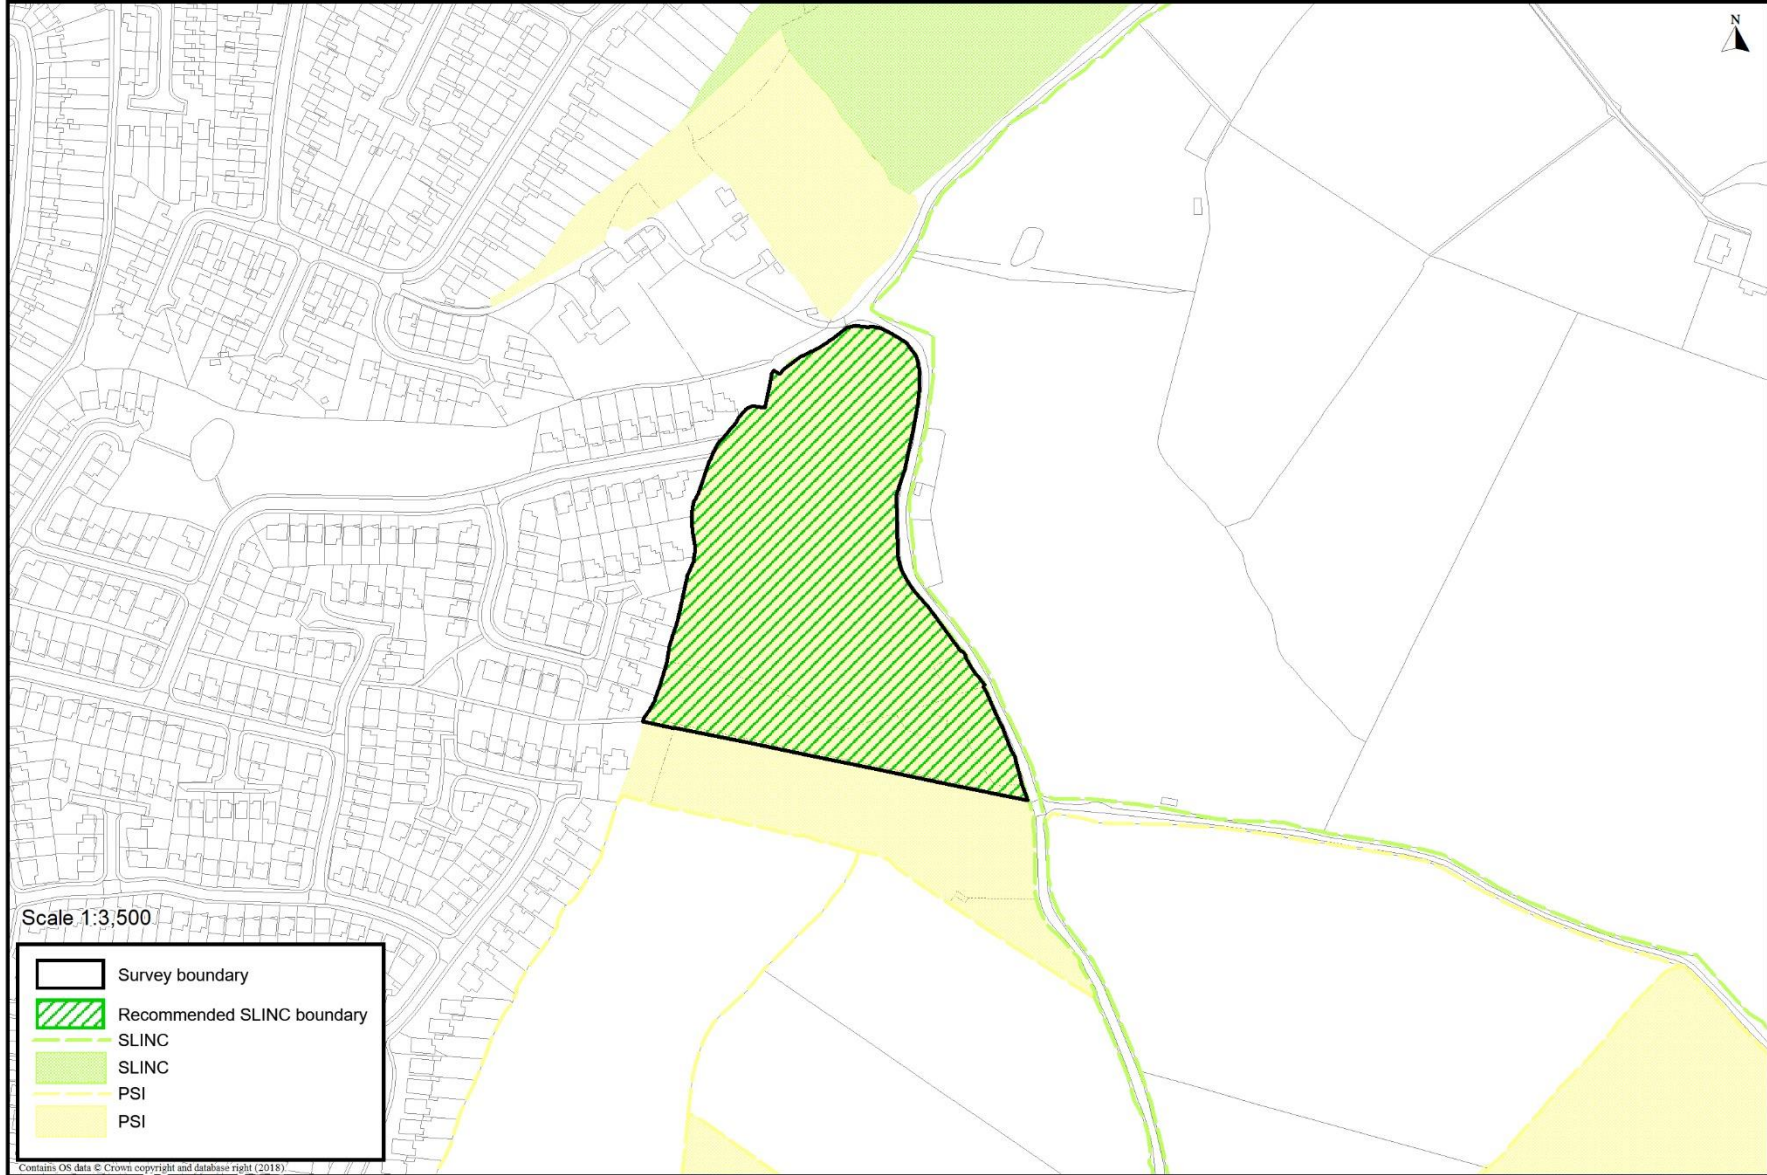 N
Scale 1:3,500
Survey boundary
Recommended SLINC boundary
SLINC
SLINC
PSI
PSI
Contains OS data © Crown copyright and database right (2018)